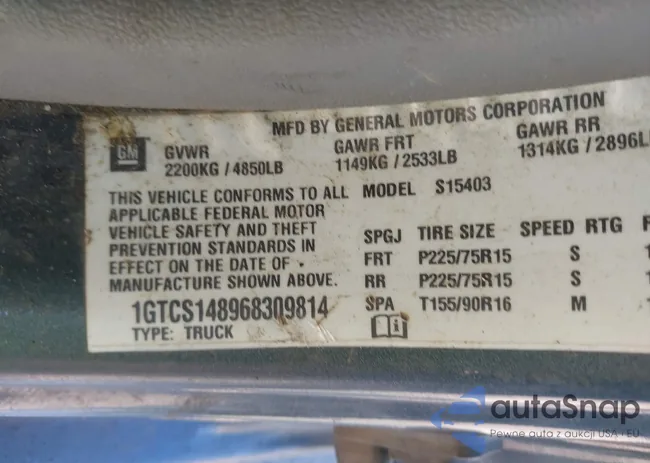 MFD BY GENERAL MOTORS CORPORATION
GM
GVWR GAWR FRT GAWR RR
2200KG / 4850LB 1149KG / 2533LB 1314KG / 2896L
THIS VEHICLE CONFORMS TO ALL MODEL S15403
APPLICABLE FEDERAL MOTOR
VEHICLE SAFETY AND THEFT SPGJ TIRE SIZE SPEED RTG
PREVENTION STANDARDS IN FRT P225/75R15 S
EFFECT ON THE DATE OF RR P225/75R15 S
MANUFACTURE SHOWN ABOVE. SPA T155/90R16 M
1GTCS148968309814
TYPE: TRUCK
autaSnap
Pewne auta z aukcji USA i EU